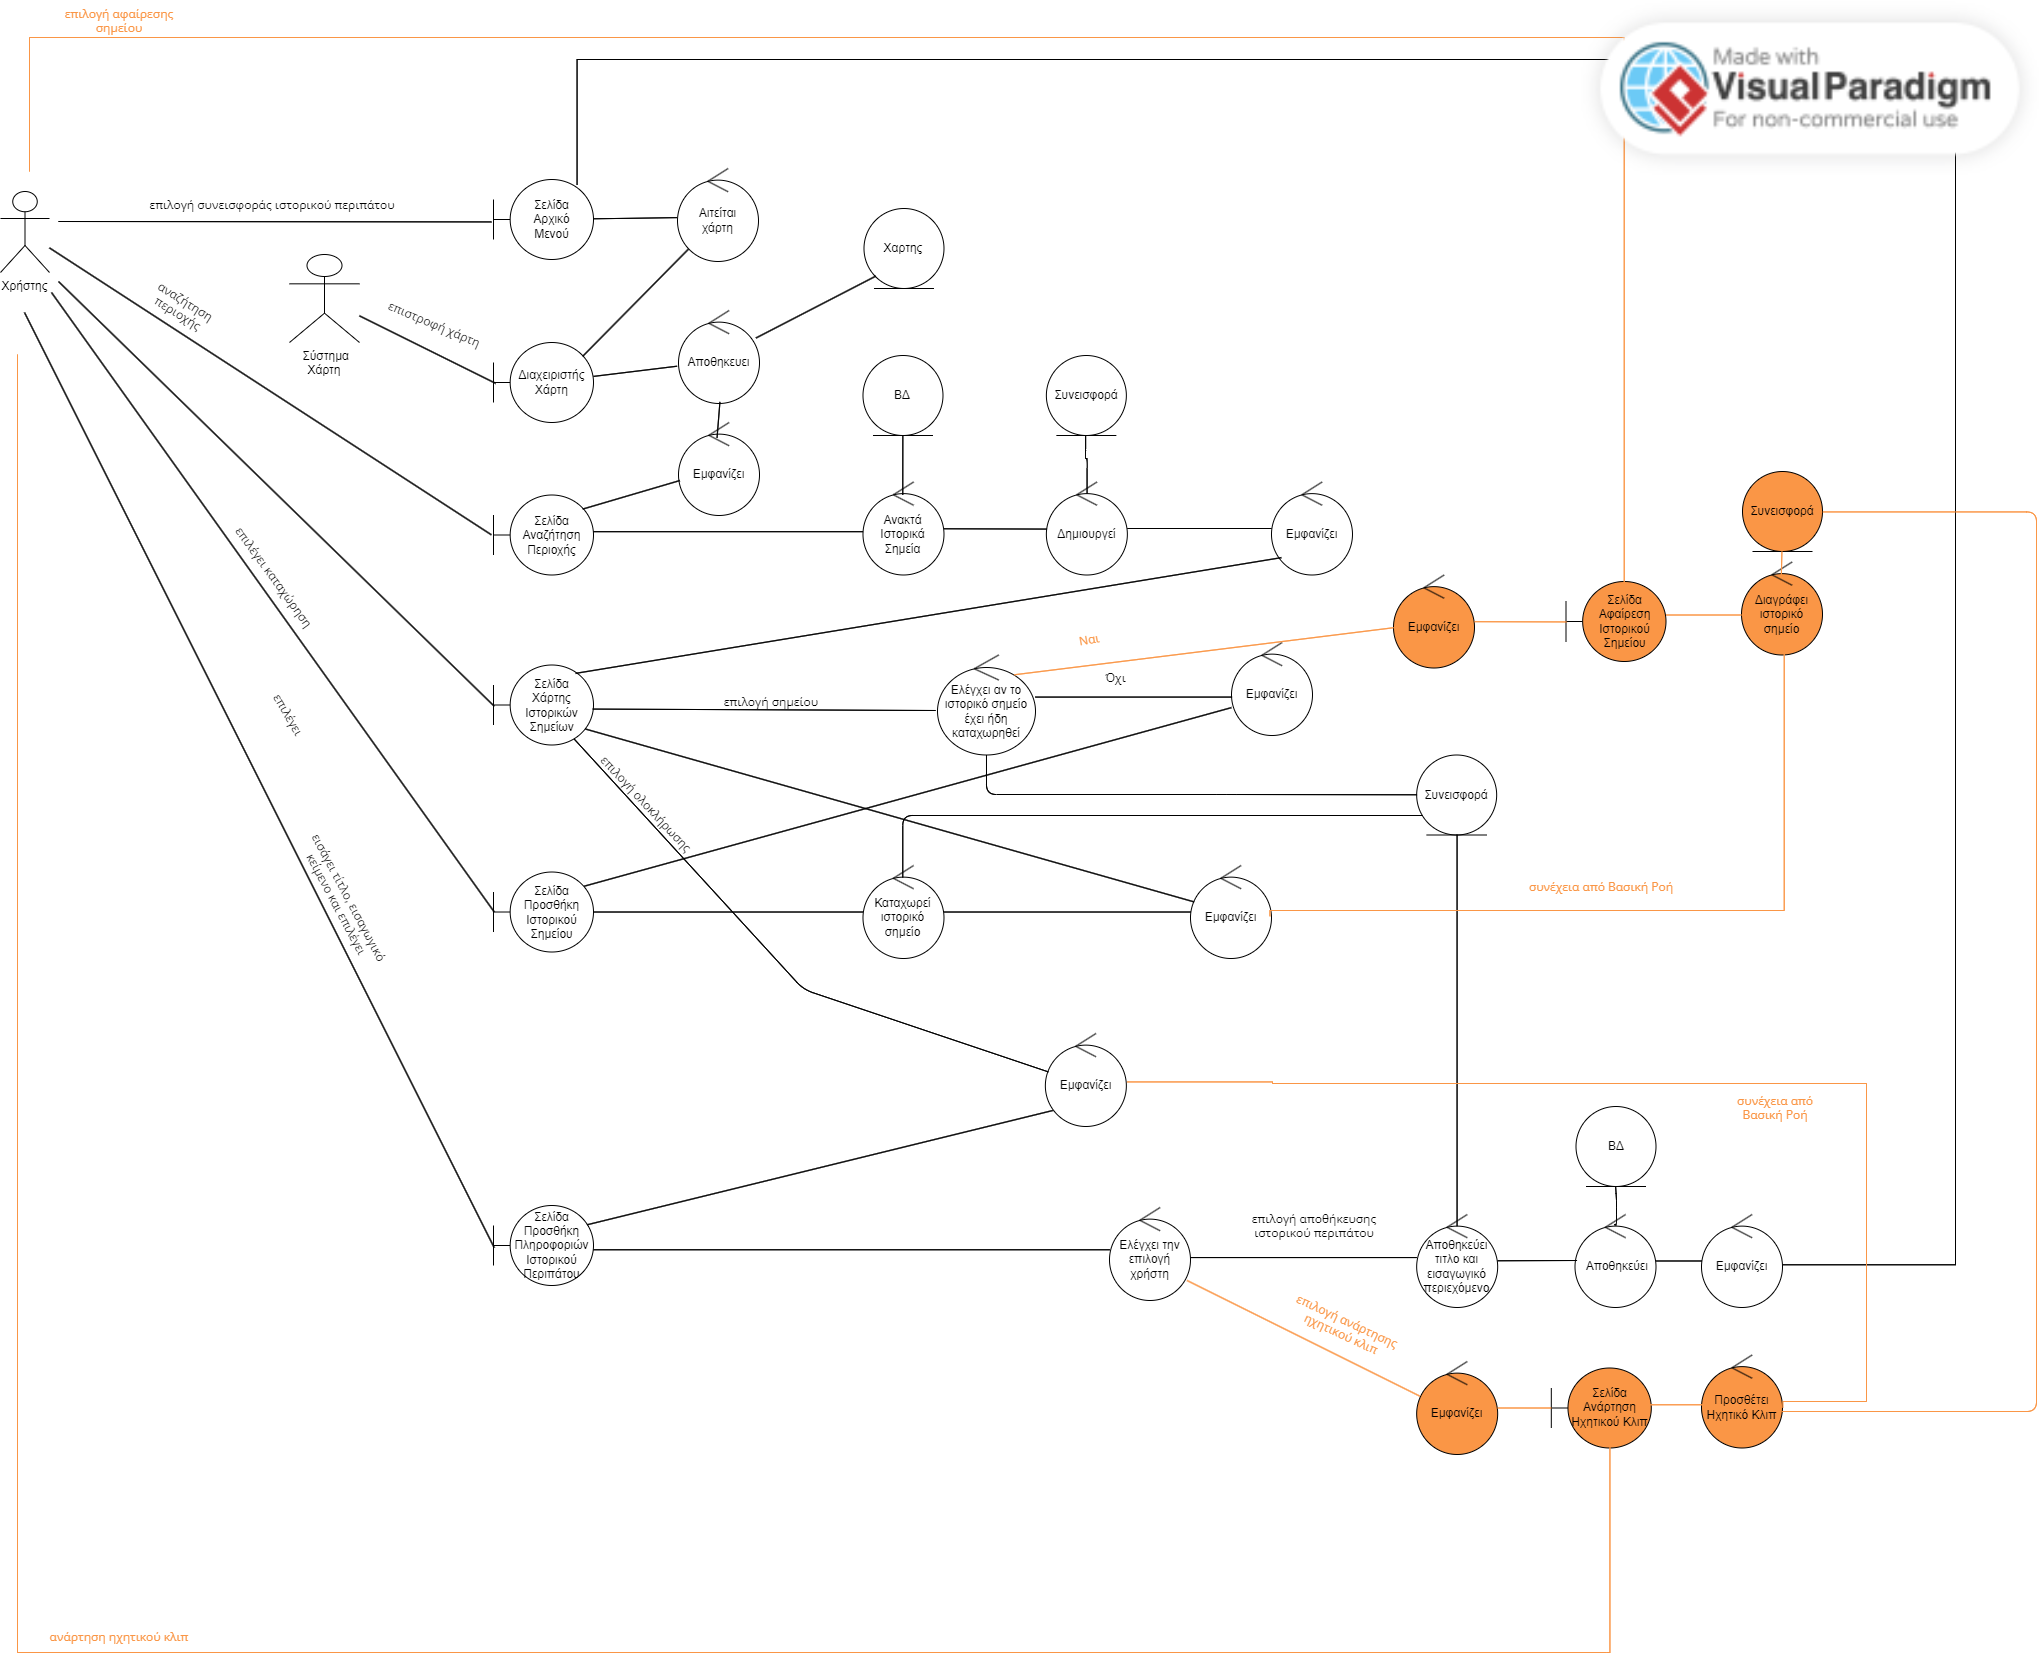 επιλογή αφαίρεσης
σημείου
Made with
Visual Paradigm
For non-commercial use
επιλογή συνεισφοράς ιστορικού περιπάτου
Σελίδα
Αρχικό
Μενού
Αιτείται
χάρτη
Χαρτης
Χρήστης
αναζήτηση
περιοχής
Σύστημα
Χάρτη
επιστροφή χάρτη
Διαχειριστής
Χάρτη
Αποθηκευει
ΒΔ
Συνεισφορά
Εμφανίζει
Σελίδα
Αναζήτηση
Περιοχής
Ανακτά
Ιστορικά
Σημεία
Δημιουργεί
Εμφανίζει
Συνεισφορά
επιλέγει καταχώρηση
Εμφανίζει
Σελίδα
Αφαίρεση
Ιστορικού
Σημείου
Διαγράφει
ιστορικό
σημείο
Ναι
επιλέγει
Σελίδα
Χάρτης
Ιστορικών
Σημείων
επιλογή σημείου
Ελέγχει αν το
ιστορικό σημείο
έχει ήδη
καταχωρηθεί
Όχι
Εμφανίζει
επιλογή ολοκλήρωσης
Συνεισφορά
εισάγει τίτλο, εισαγωγικό
κείμενο και επιλέγει
Σελίδα
Προσθήκη
Ιστορικού
Σημείου
Καταχωρεί
ιστορικό
σημείο
Εμφανίζει
συνέχεια από Βασική Ροή
Εμφανίζει
συνέχεια από
Βασική Ροή
ΒΔ
Σελίδα
Προσθήκη
Πληροφοριών
Ιστορικού
Περιπάτου
Ελέγχει την
επιλογή
χρήστη
επιλογή αποθήκευσης
ιστορικού περιπάτου
Αποθηκεύει
τιτλο και
εισαγωγικό
περιεχόμενο
Αποθηκεύει
Εμφανίζει
επιλογή ανάρτησης
ηχητικού κλιπ
Εμφανίζει
Σελίδα
Ανάρτηση
Ηχητικού Κλιπ
Προσθέτει
Ηχητικό Κλιπ
ανάρτηση ηχητικού κλιπ